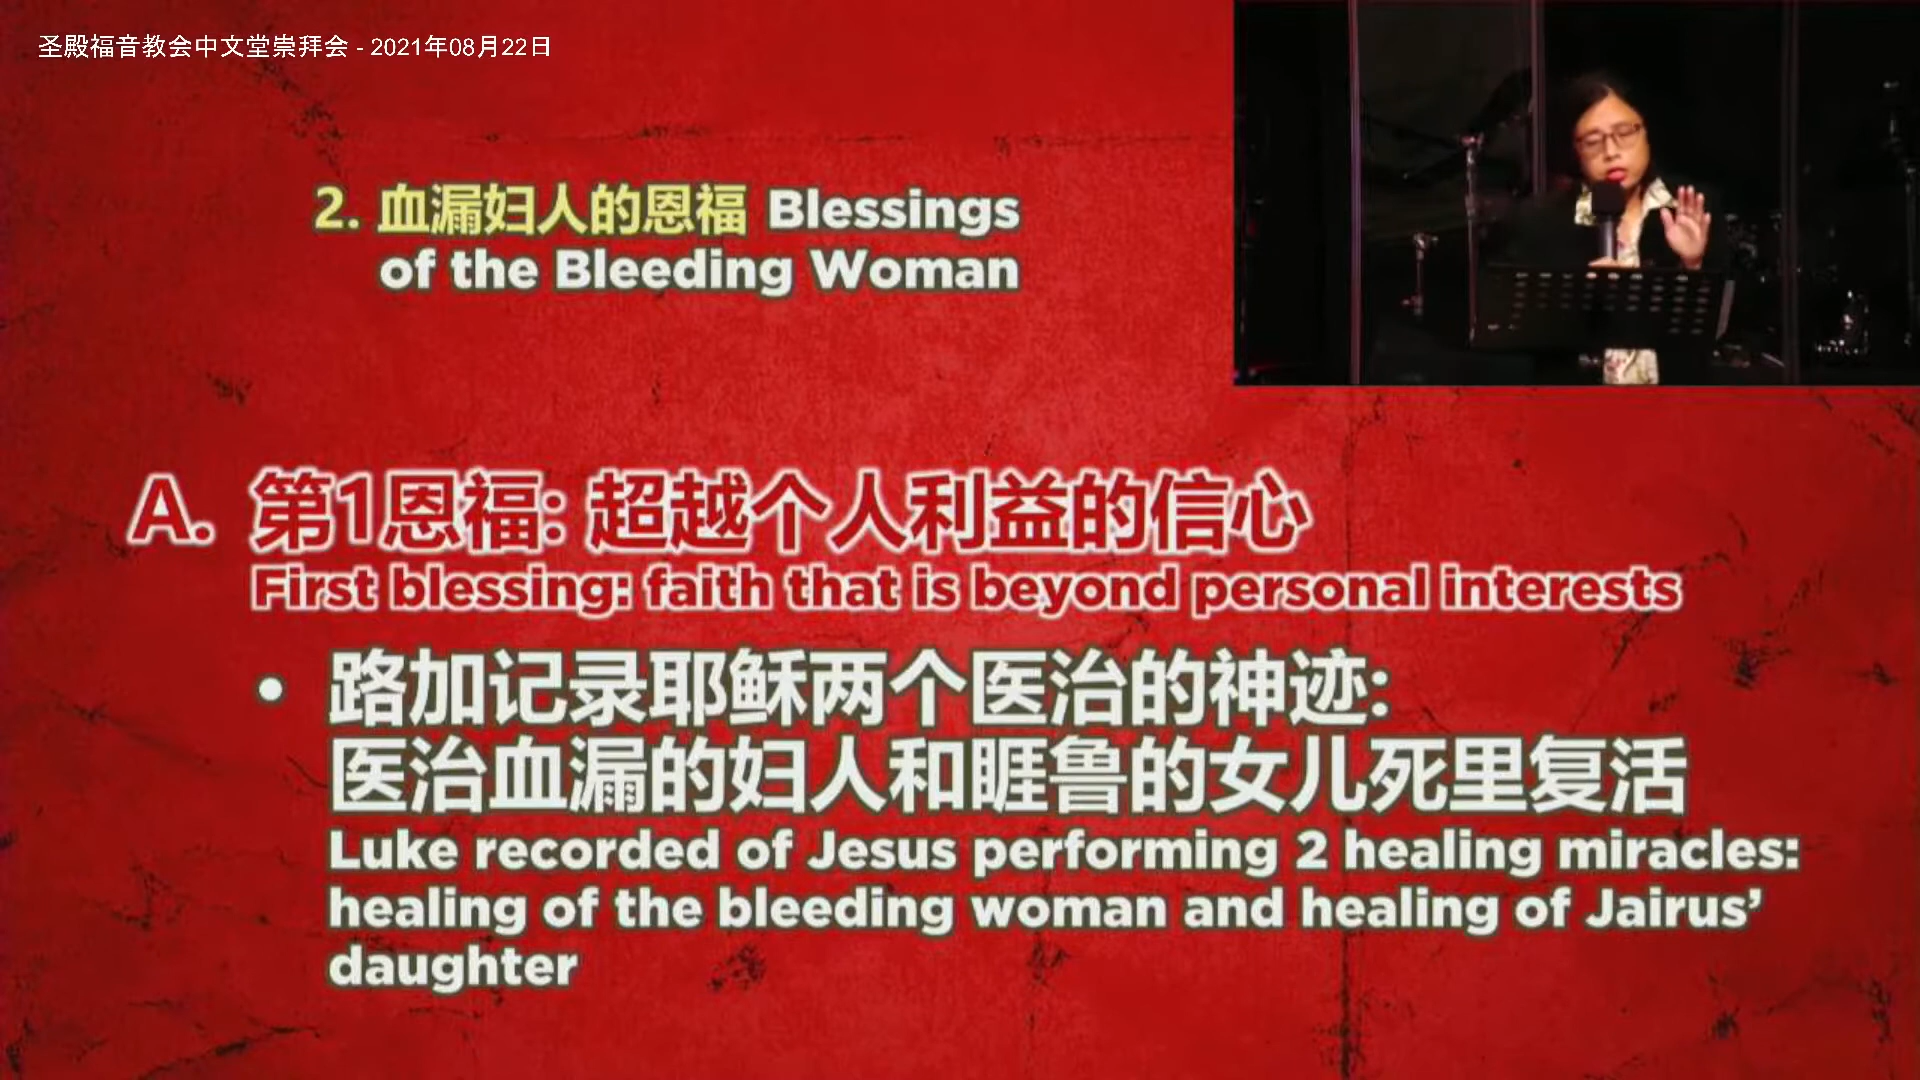 圣殿福音教会中文堂崇拜会 - 2021年08月22日
2. 血漏妇人的恩福 Blessings
of the Bleeding Woman
A. 第1恩福: 超越个人利益的信心
First blessing: faith that is beyond personal interests
• 路加记录耶稣两个医治的神迹:
医治血漏的妇人和睚鲁的女儿死里复活
Luke recorded of Jesus performing 2 healing miracles:
healing of the bleeding woman and healing of Jairus’
daughter